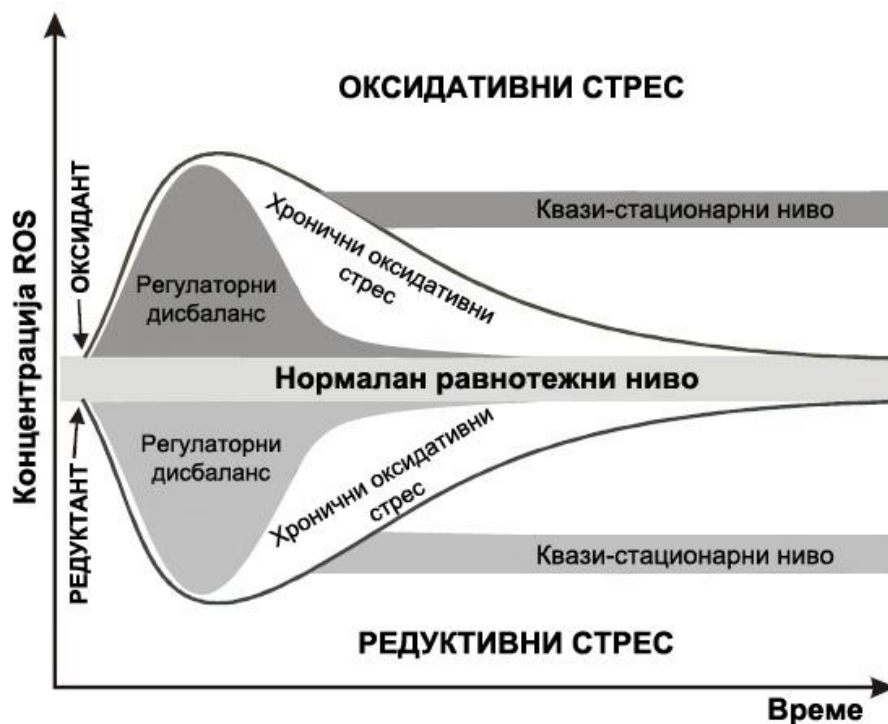 ОКСИДАТИВНИ СТРЕС
Концентрација ROS
ОКСИДАНТ
Хронични оксидативни
стрес
Квази-стационарни ниво
Регулаторни
дисбаланс
Нормалан равнотежни ниво
РЕДУКТАНТ
Регулаторни
дисбаланс
Хронични оксидативни
стрес
Квази-стационарни ниво
РЕДУКТИВНИ СТРЕС
Време